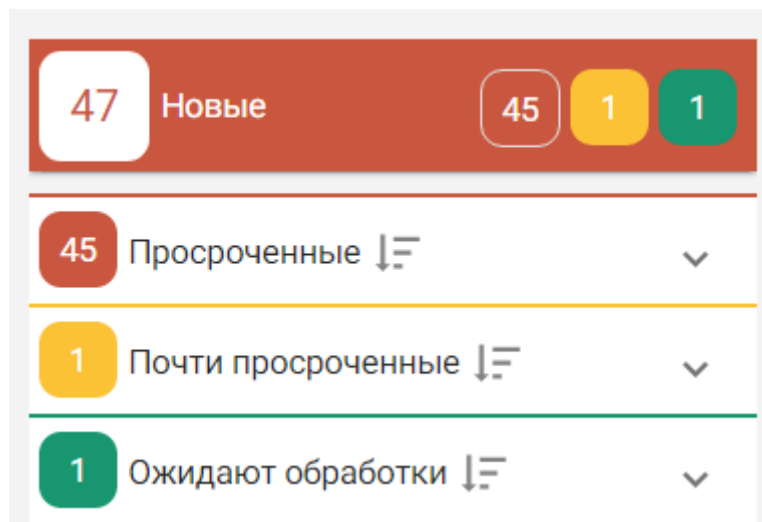 47 Новые 45 1 1
45 Просроченные
1 Почти просроченные
1 Ожидают обработки